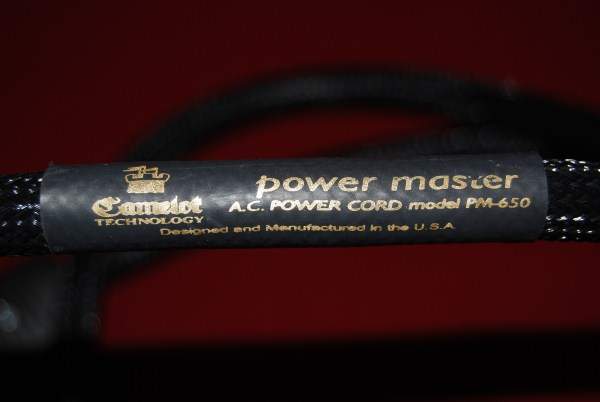 power master
Camelot
TECHNOLOGY
A.C. POWER CORD model PM-650
Designed and Manufactured in the U.S.A